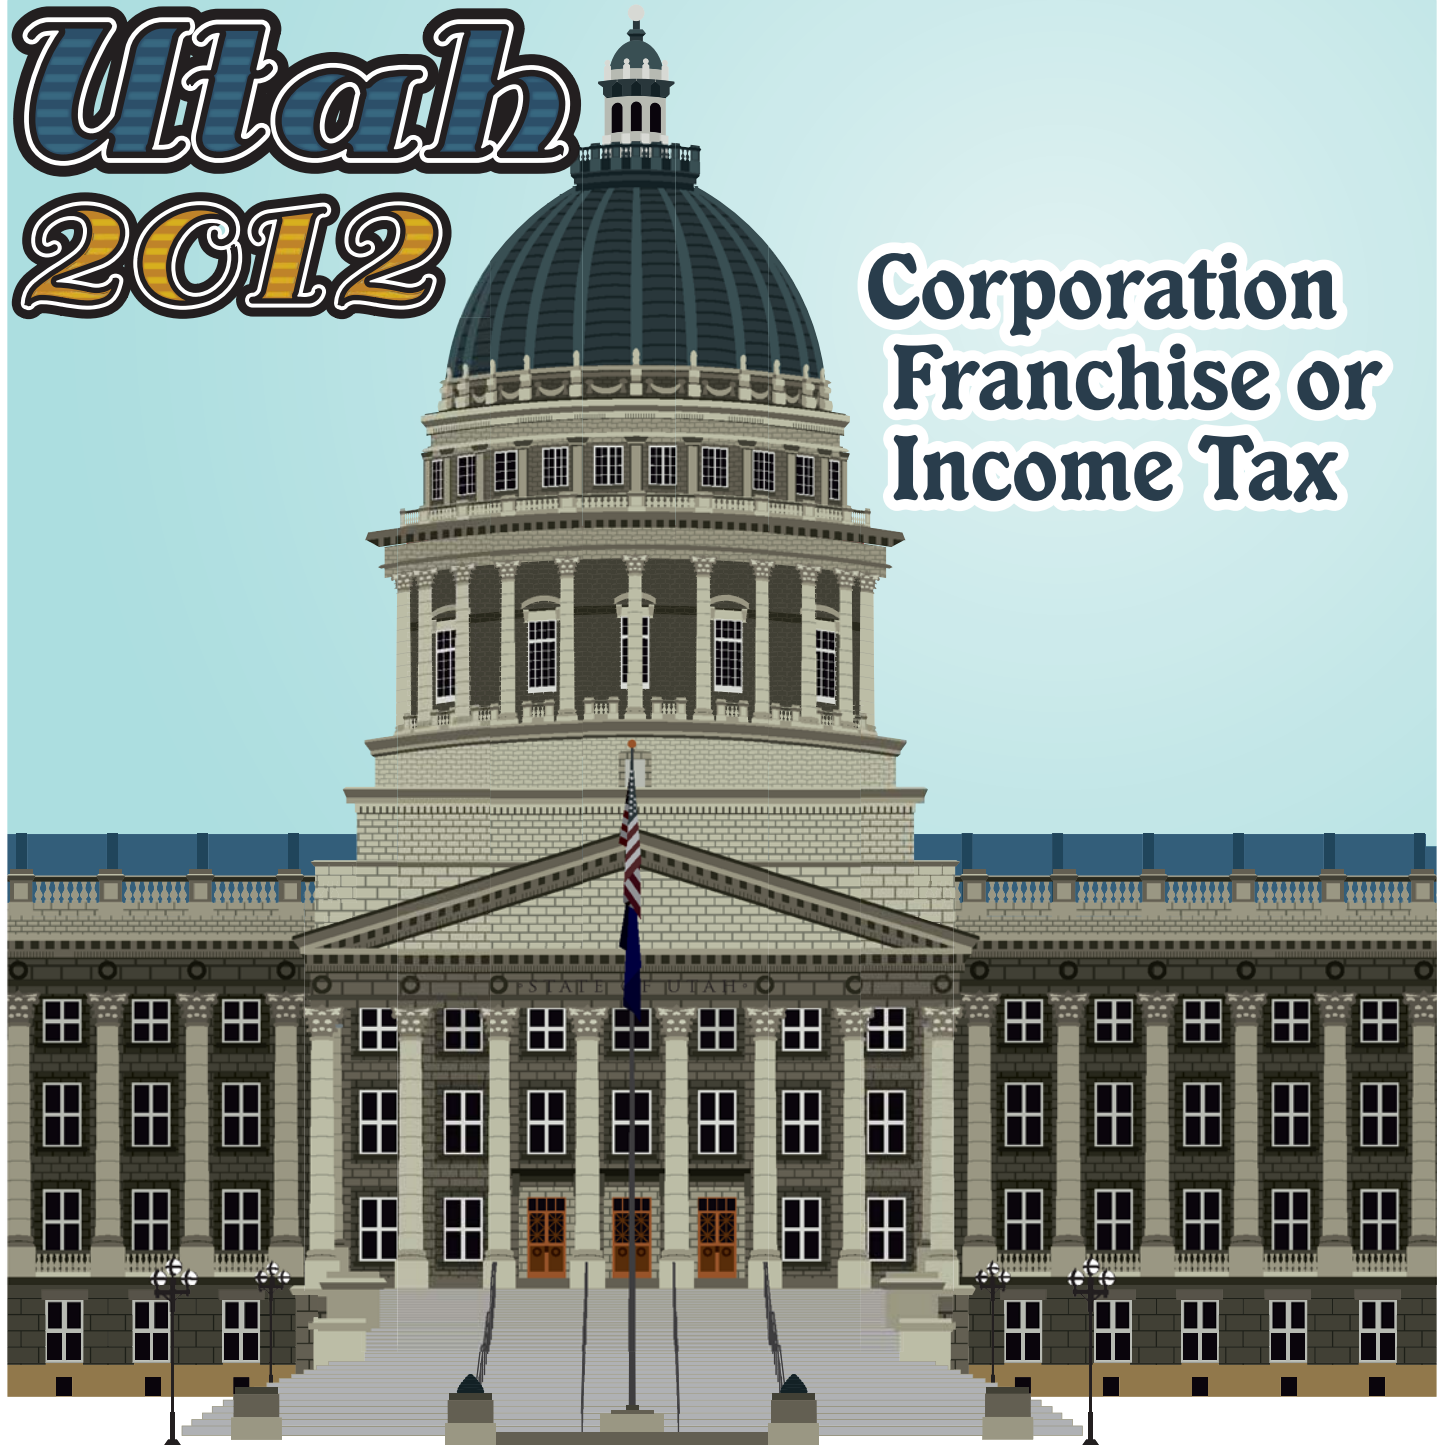 Utah
2012
Corporation
Franchise or
Income Tax
STATE OF UTAH